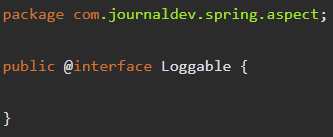 package com.journaldev.spring.aspect;
public @interface Loggable {
}